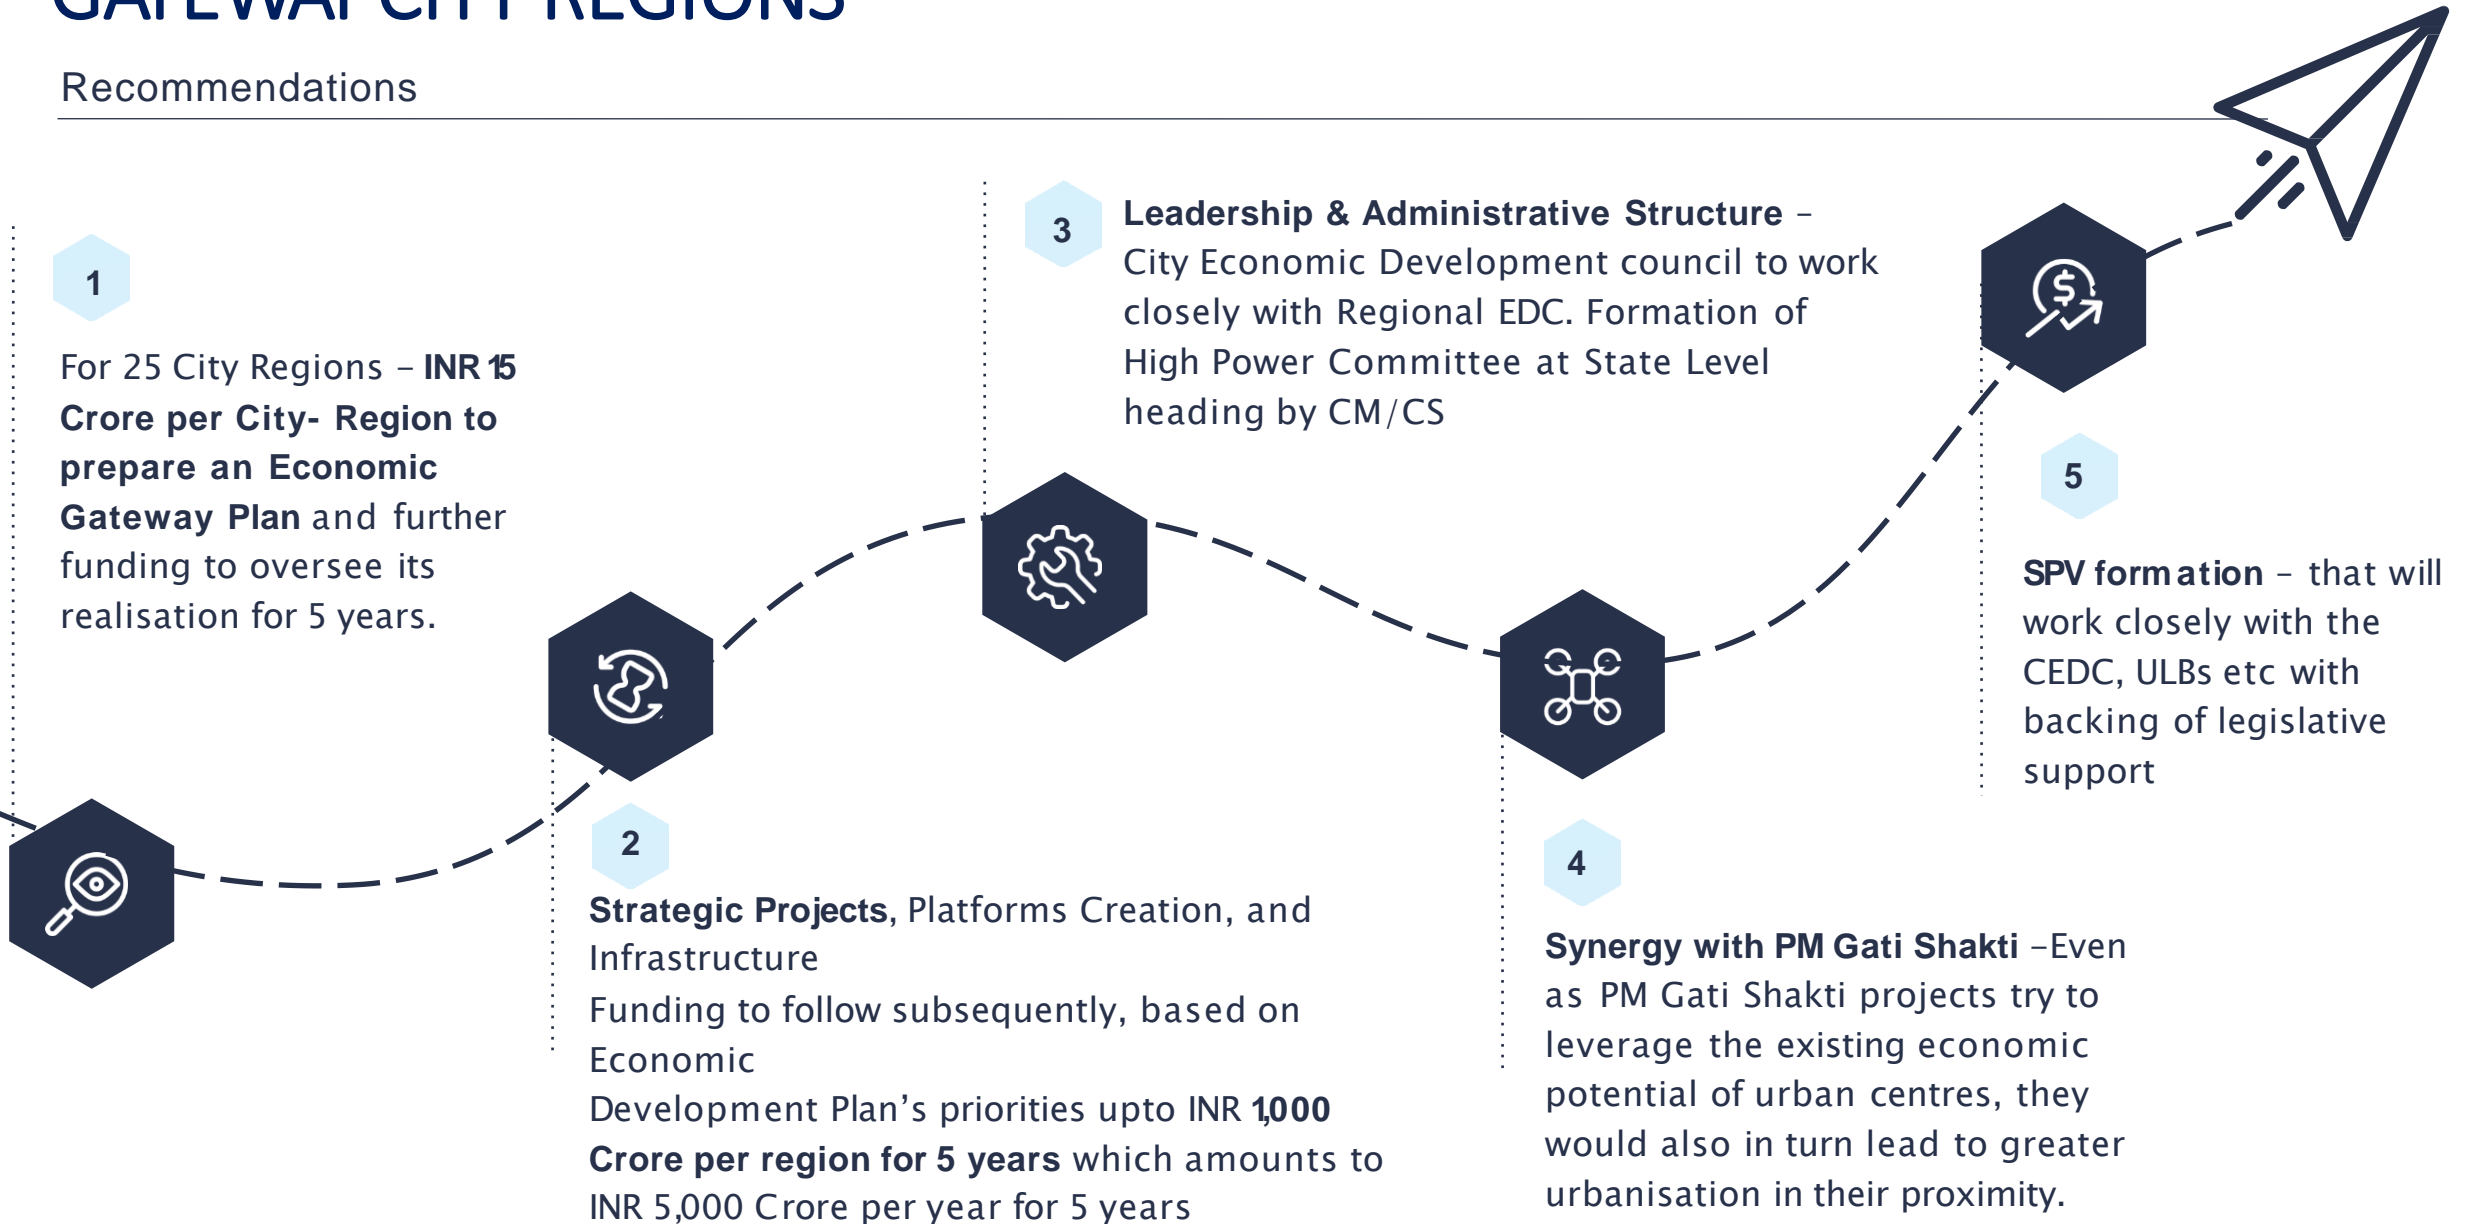 GATEWAY CITY REGIONS
Recommendations
1
For 25 City Regions – INR 15
Crore per City- Region to
prepare an Economic
Gateway Plan and further
funding to oversee its
realisation for 5 years.
2
Strategic Projects, Platforms Creation, and
Infrastructure
Funding to follow subsequently, based on
Economic
Development Plan’s priorities upto INR 1,000
Crore per region for 5 years which amounts to
INR 5,000 Crore per year for 5 years
3
Leadership & Administrative Structure –
City Economic Development council to work
closely with Regional EDC. Formation of
High Power Committee at State Level
heading by CM/CS
4
Synergy with PM Gati Shakti –Even
as PM Gati Shakti projects try to
leverage the existing economic
potential of urban centres, they
would also in turn lead to greater
urbanisation in their proximity.
5
SPV formation – that will
work closely with the
CEDC, ULBs etc with
backing of legislative
support